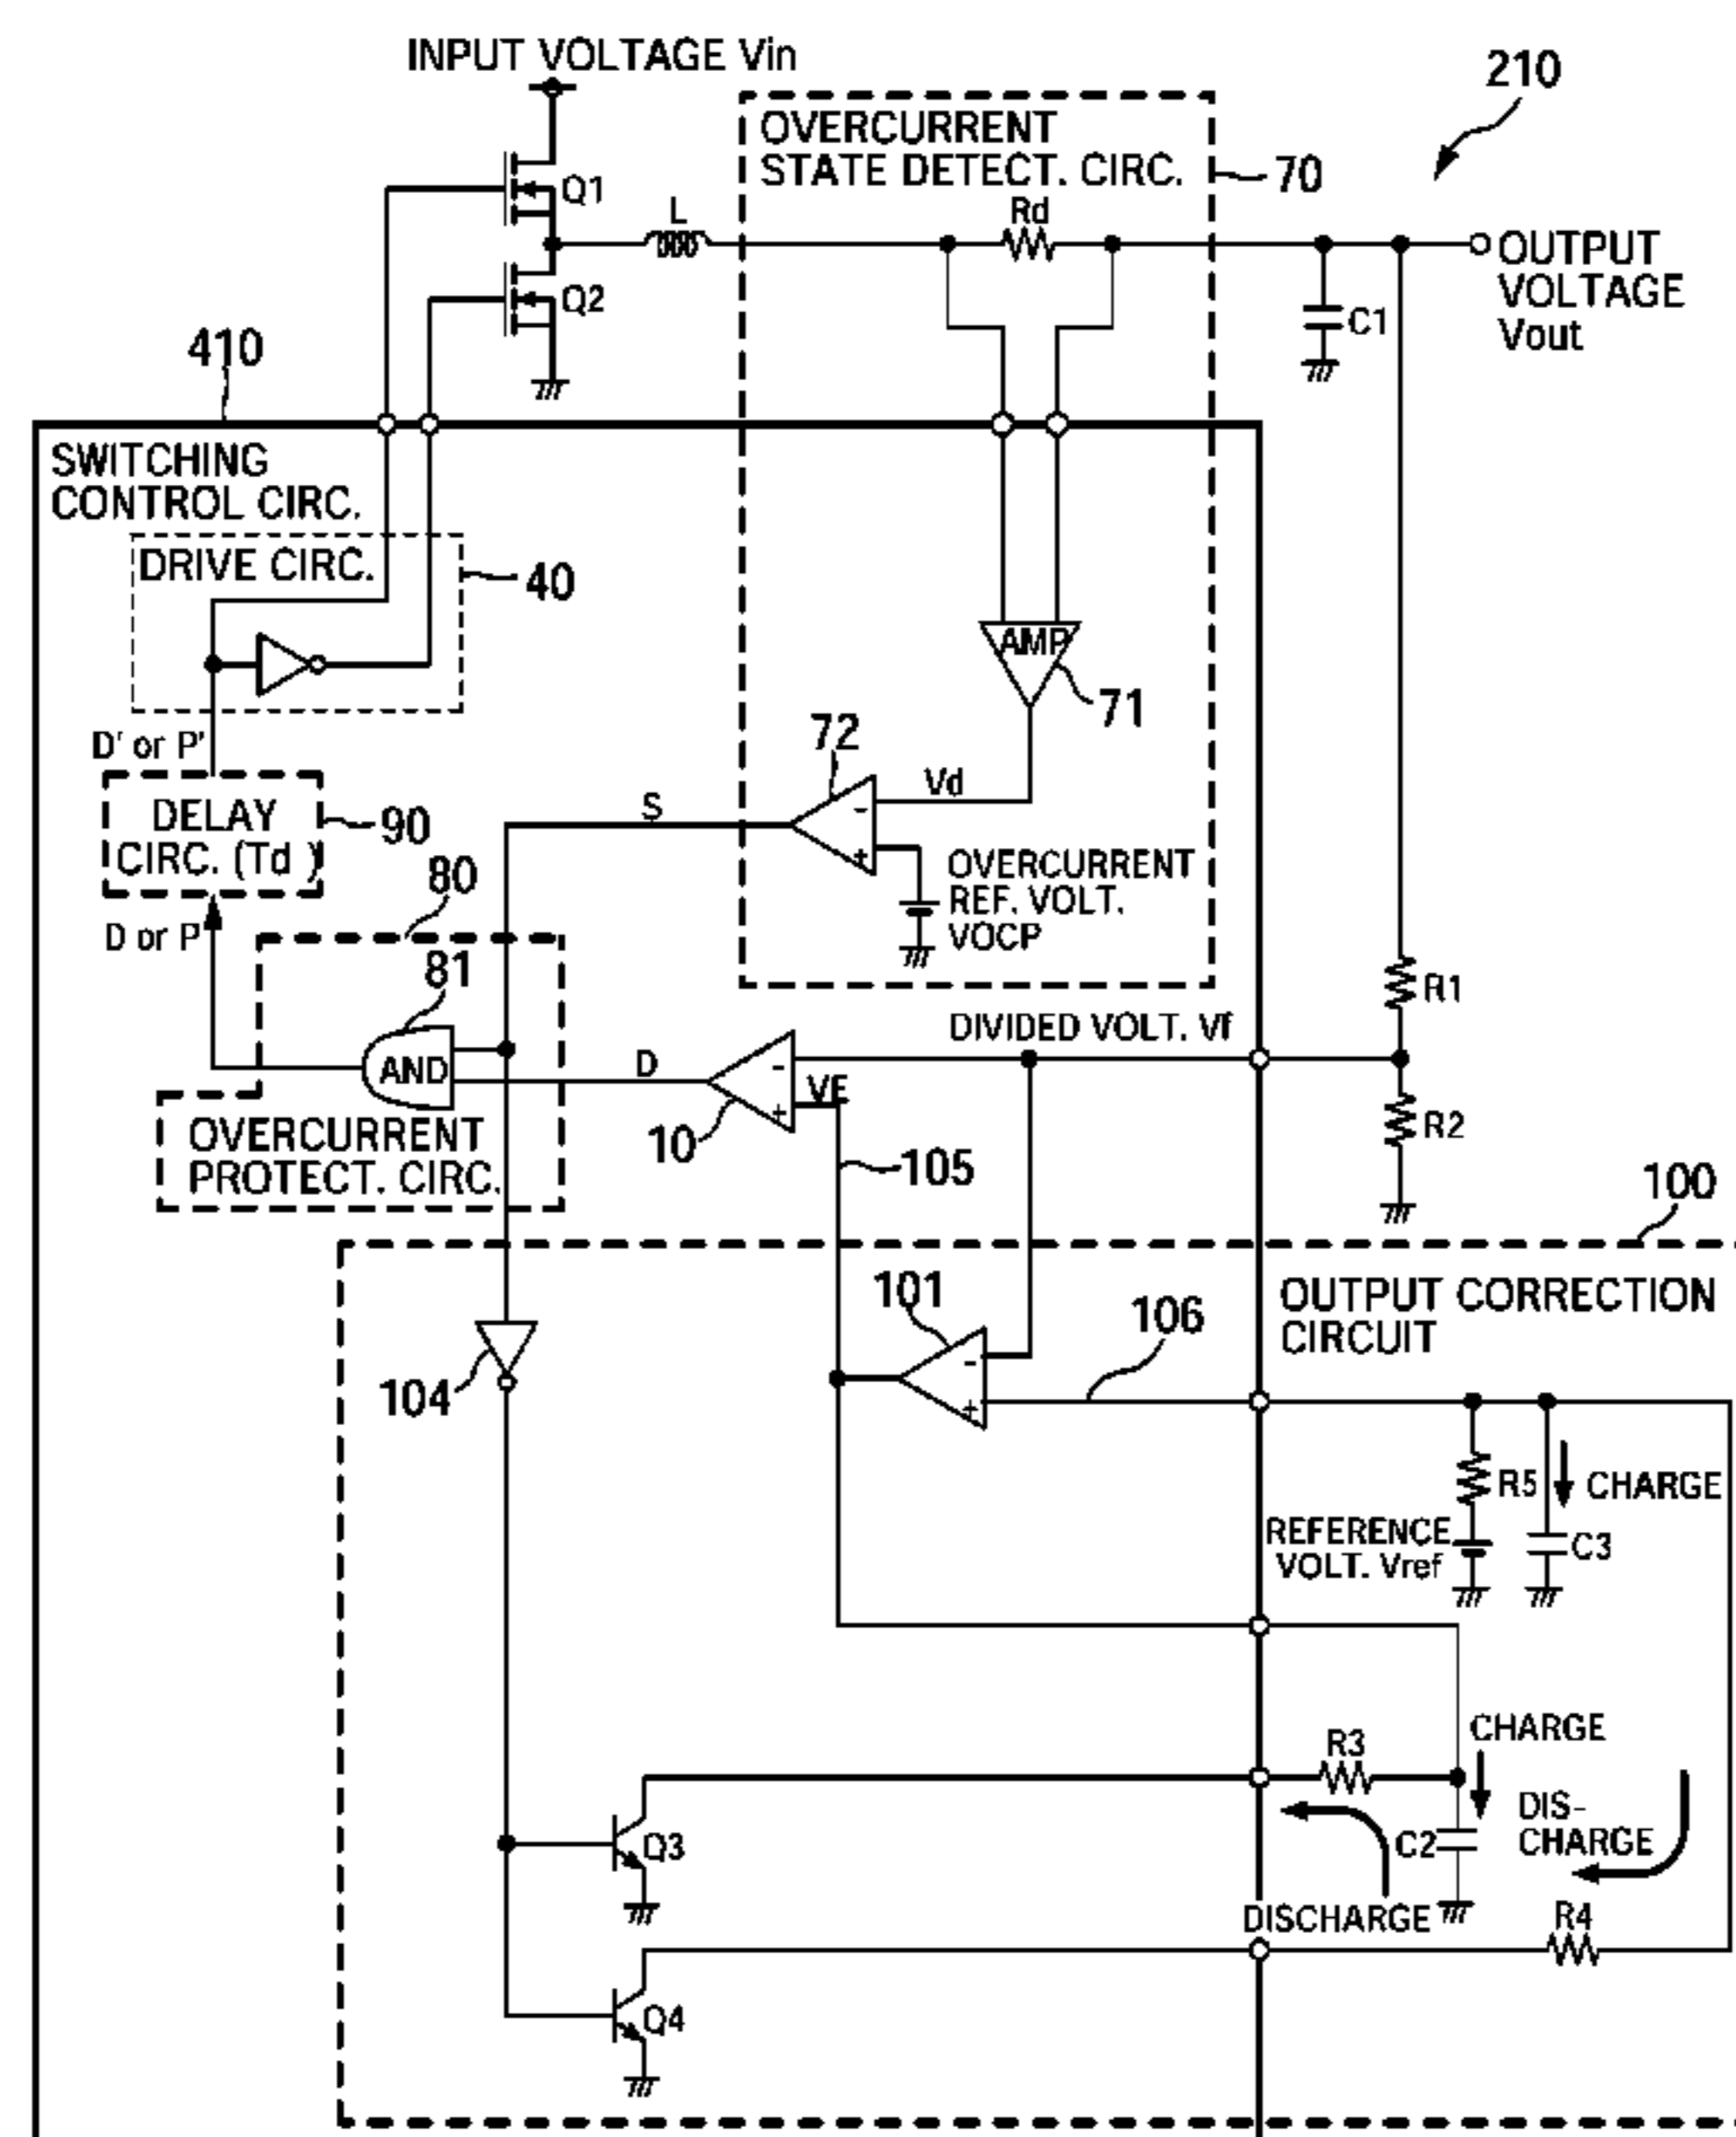 INPUT VOLTAGE Vin
210
OVERCURRENT
STATE DETECT. CIRC.
70
Q1
L
Rd
OUTPUT
VOLTAGE
Vout
Q2
C1
410
SWITCHING
CONTROL CIRC.
DRIVE CIRC.
40
AMP
71
D' or P'
72
Vd
S
-
+
DELAY
CIRC. (Td )
90
OVERCURRENT
REF. VOLT.
VOCP
80
D or P
81
R1
DIVIDED VOLT. Vf
AND
D
-
+
VE
10
R2
OVERCURRENT
PROTECT. CIRC.
105
100
101
106
OUTPUT CORRECTION
CIRCUIT
-
+
104
R5
CHARGE
REFERENCE
VOLT. Vref
C3
R3
CHARGE
DIS-
CHARGE
Q3
C2
DISCHARGE
R4
Q4